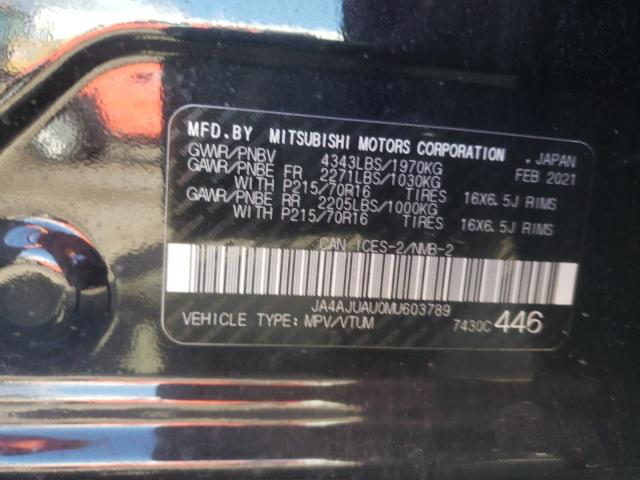 MFD.BY MITSUBISHI MOTORS CORPORATION . JAPAN
GVWR/PNBV 4343LBS/1970KG FEB 2021
GAWR/PNBE FR 2271LBS/1030KG
WITH P215/70R16 TIRES 16X6.5J RIMS
GAWR/PNBE RR 2205LBS/1000KG
WITH P215/70R16 TIRES 16X6.5J RIMS
CAN ICES-2/NMB-2
JA4AJUAU0MU603789
VEHICLE TYPE: MPV/VTUM 7430C 446